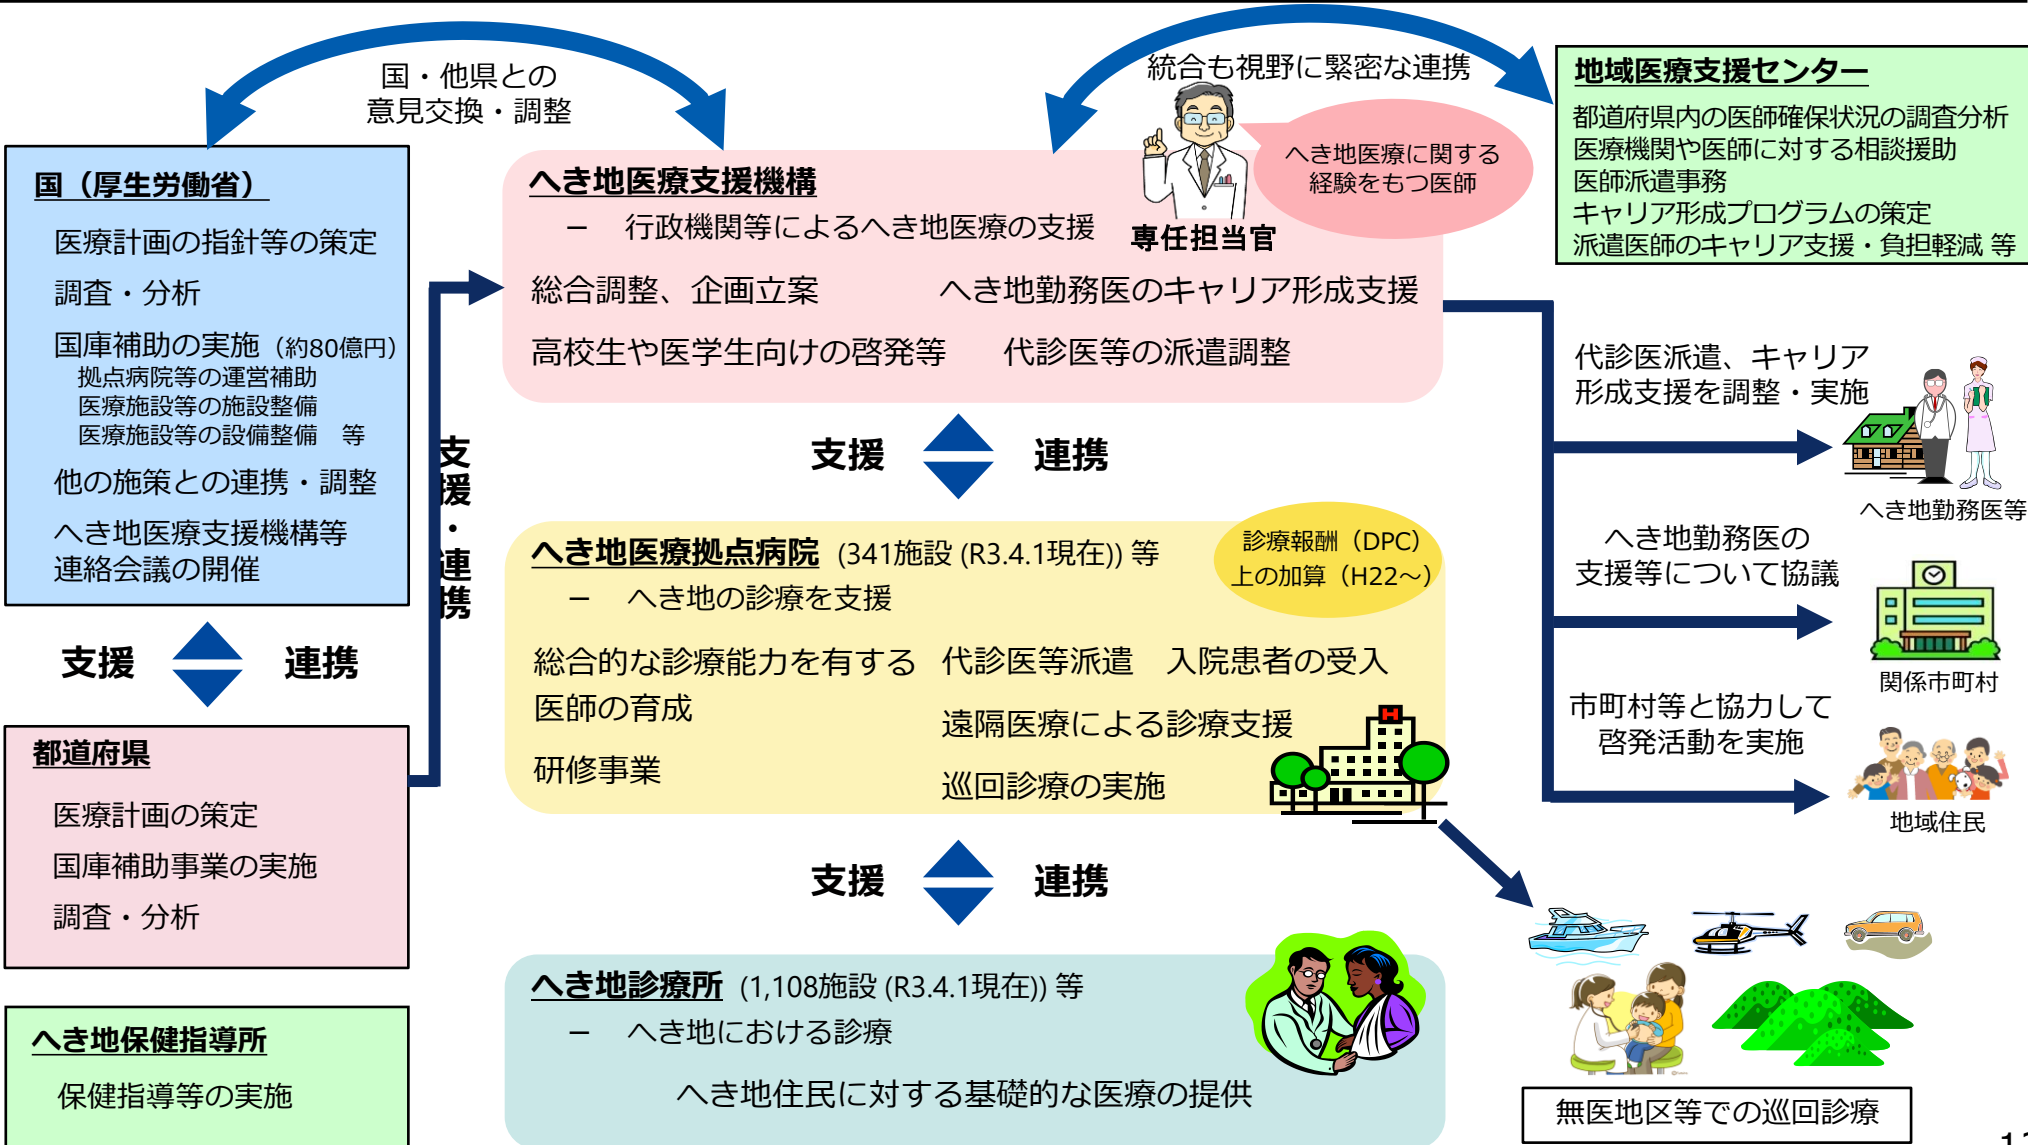 国・他県との
意見交換・調整
統合も視野に緊密な連携
へき地医療に関する
経験をもつ医師
専任担当官
地域医療支援センター
都道府県内の医師確保状況の調査分析
医療機関や医師に対する相談援助
医師派遣事務
キャリア形成プログラムの策定
派遣医師のキャリア支援・負担軽減 等
国（厚生労働省）
医療計画の指針等の策定
調査・分析
国庫補助の実施（約80億円）
拠点病院等の運営補助
医療施設等の施設整備
医療施設等の設備整備　等
他の施策との連携・調整
へき地医療支援機構等
連絡会議の開催
支援 連携
都道府県
医療計画の策定
国庫補助事業の実施
調査・分析
へき地保健指導所
保健指導等の実施
支援・連携
へき地医療支援機構
－　行政機関等によるへき地医療の支援
総合調整、企画立案 へき地勤務医のキャリア形成支援
高校生や医学生向けの啓発等 代診医等の派遣調整
支援 連携
へき地医療拠点病院 (341施設 (R3.4.1現在)) 等
－　へき地の診療を支援
診療報酬（DPC）
上の加算（H22～）
総合的な診療能力を有する
医師の育成
研修事業
代診医等派遣　入院患者の受入
遠隔医療による診療支援
巡回診療の実施
H
支援 連携
へき地診療所 (1,108施設 (R3.4.1現在)) 等
－　へき地における診療
へき地住民に対する基礎的な医療の提供
代診医派遣、キャリア
形成支援を調整・実施
へき地勤務医等
へき地勤務医の
支援等について協議
関係市町村
市町村等と協力して
啓発活動を実施
地域住民
無医地区等での巡回診療